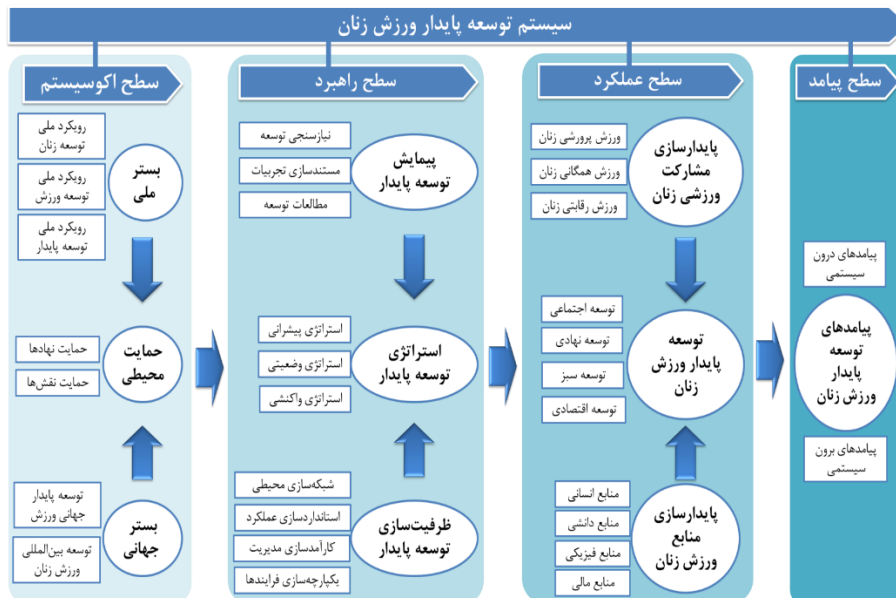 سیستم توسعه پایدار ورزش زنان
سطح اکوسیستم
سطح راهبرد
سطح عملکرد
سطح پیامد
رویکرد ملی
توسعه زنان
رویکرد ملی
توسعه ورزش
رویکرد ملی
توسعه پایدار
بستر
ملی
حمایت نهادها
حمایت نقش‌ها
حمایت
محیطی
توسعه پایدار
جهانی ورزش
توسعه بین‌المللی
ورزش زنان
بستر
جهانی
نیازسنجی توسعه
مستندسازی تجربیات
مطالعات توسعه
پیمایش
توسعه پایدار
استراتژی پیشرانی
استراتژی وضعیتی
استراتژی واکنشی
استراتژی
توسعه پایدار
شبکه‌سازی محیطی
استانداردسازی عملکرد
کارآمدسازی مدیریت
یکپارچه‌سازی فرایندها
ظرفیت‌سازی
توسعه پایدار
ورزش پرورشی زنان
ورزش همگانی زنان
ورزش رقابتی زنان
پایدارسازی
مشارکت
ورزشی زنان
توسعه اجتماعی
توسعه نهادی
توسعه سبز
توسعه اقتصادی
توسعه
پایدار ورزش
زنان
منابع انسانی
منابع دانشی
منابع فیزیکی
منابع مالی
پایدارسازی
منابع
ورزش زنان
پیامدهای درون
سیستمی
پیامدهای
توسعه
پایدار
ورزش زنان
پیامدهای برون
سیستمی